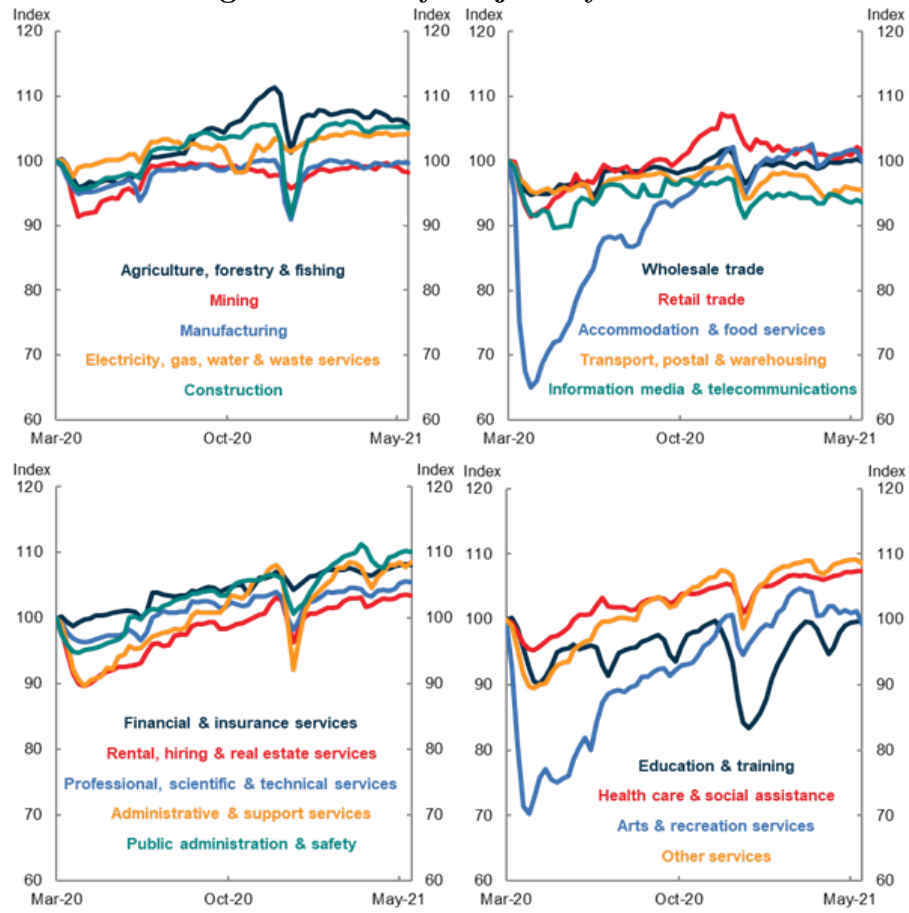 Index Index
120 120
110 110
100 100
90 90
80 80
70 70
60 60
Agriculture, forestry & fishing
Mining
Manufacturing
Electricity, gas, water & waste services
Construction
Mar-20 Oct-20 May-21
Index Index
120 120
110 110
100 100
90 90
80 80
70 70
60 60
Wholesale trade
Retail trade
Accommodation & food services
Transport, postal & warehousing
Information media & telecommunications
Mar-20 Oct-20 May-21
Index Index
120 120
110 110
100 100
90 90
80 80
70 70
60 60
Financial & insurance services
Rental, hiring & real estate services
Professional, scientific & technical services
Administrative & support services
Public administration & safety
Mar-20 Oct-20 May-21
Index Index
120 120
110 110
100 100
90 90
80 80
70 70
60 60
Education & training
Health care & social assistance
Arts & recreation services
Other services
Mar-20 Oct-20 May-21